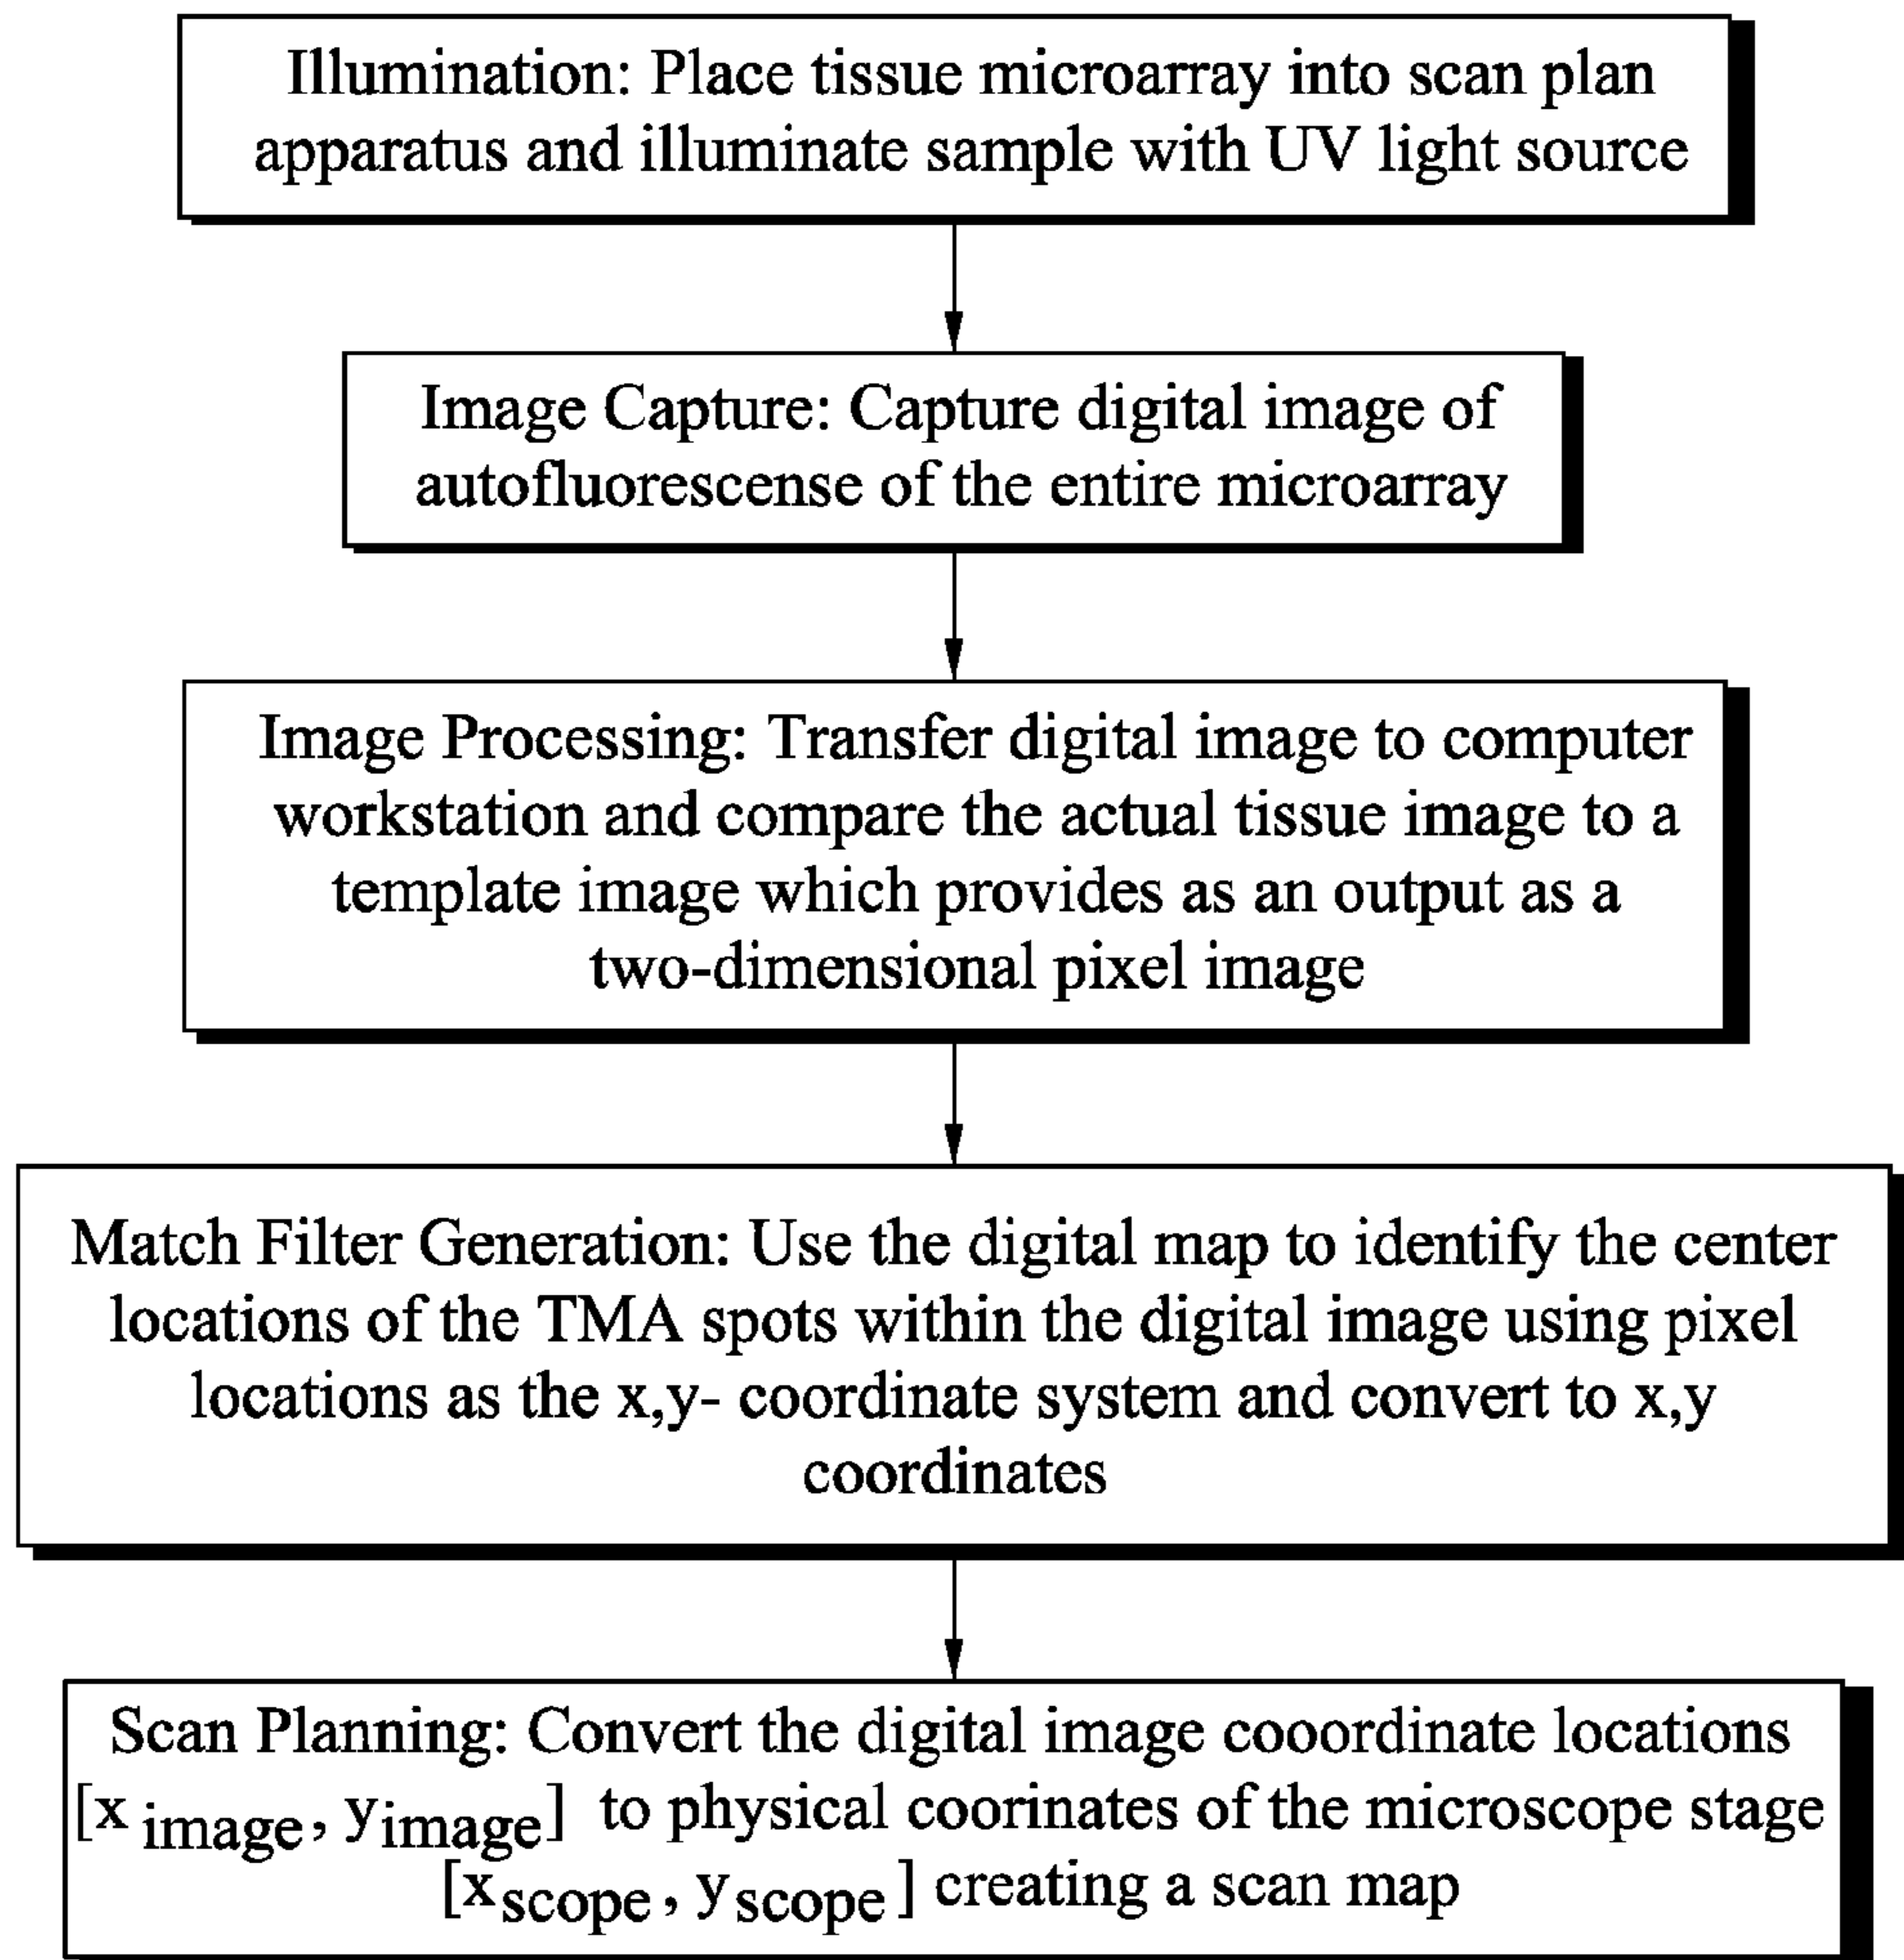 Illumination: Place tissue microarray into scan plan
apparatus and illuminate sample with UV light source
Image Capture: Capture digital image of
autofluorescense of the entire microarray
Image Processing: Transfer digital image to computer
workstation and compare the actual tissue image to a
template image which provides as an output as a
two-dimensional pixel image
Match Filter Generation: Use the digital map to identify the center
locations of the TMA spots within the digital image using pixel
locations as the x,y- coordinate system and convert to x,y
coordinates
Scan Planning: Convert the digital image cooordinate locations
[x image, yimage] to physical coorinates of the microscope stage
[xscope, yscope] creating a scan map